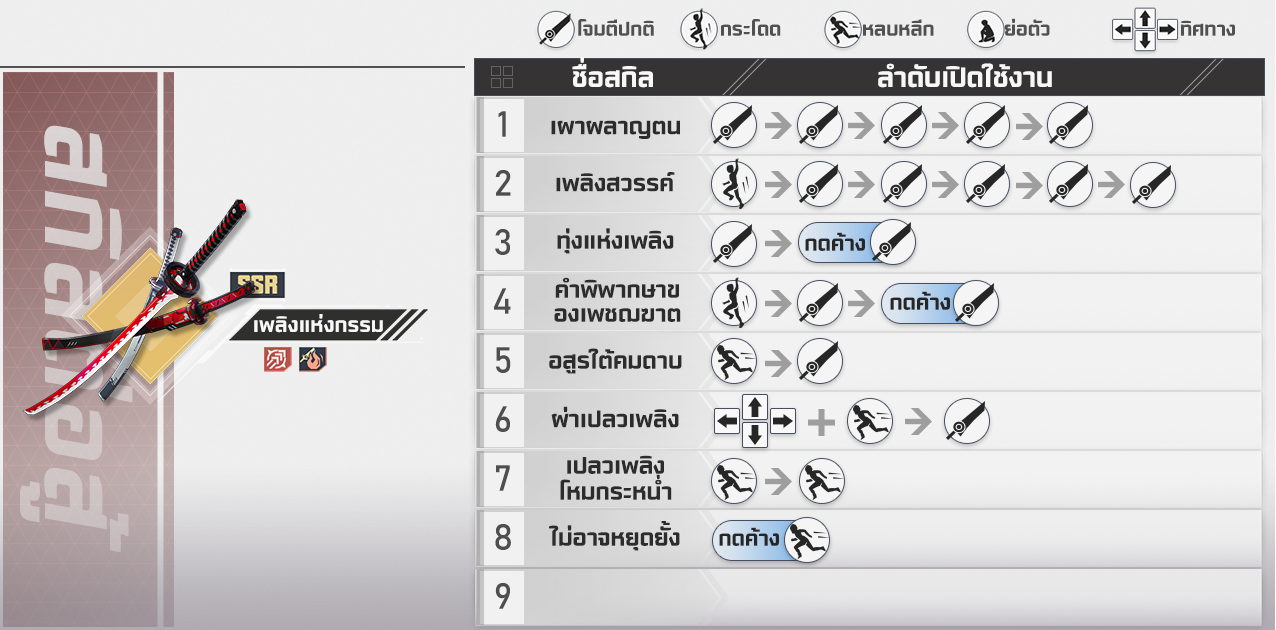 โจมตีปกติ
กระโดด
หลบหลีก
ย่อตัว
ทิศทาง
สกิลต่อสู้
SSR
เพลิงแห่งกรรม
ชื่อสกิล
ลำดับเปิดใช้งาน
1 เผาผลาญตน
2 เพลิงสวรรค์
3 ทุ่งแห่งเพลิง กดค้าง
4 คำพิพากษาข
องเพชฌฆาต กดค้าง
5 อสูรใต้คมดาบ
6 ผ่าเปลวเพลิง
7 เปลวเพลิง
โหมกระหน่ำ
8 ไม่อาจหยุดยั้ง กดค้าง
9